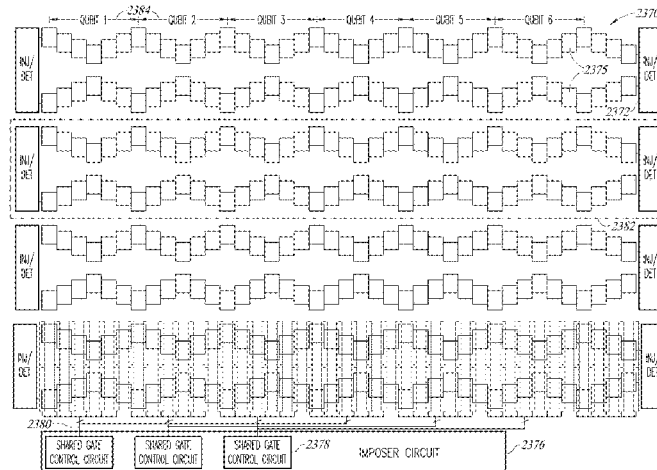 QUBIT 1 2384 QUBIT 2 QUBIT 3 QUBIT 4 QUBIT 5 QUBIT 6 2370
INJ/ DET INJ/ DET
2375
2372
INJ/ DET INJ/ DET
2382
INJ/ DET INJ/ DET
INJ/ DET INJ/ DET
2380
SHARED GATE CONTROL CIRCUIT
SHARED GATE CONTROL CIRCUIT
SHARED GATE CONTROL CIRCUIT
2378
IMPOSER CIRCUIT
2376